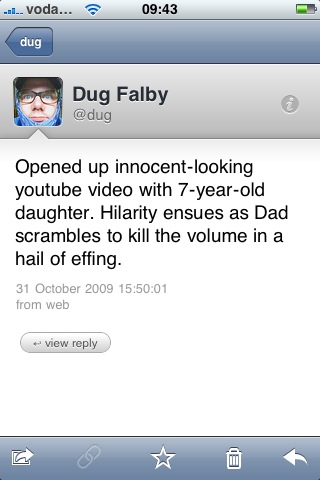 voda... 09:43
dug
Dug Falby
@dug
Opened up innocent-looking
youtube video with 7-year-old
daughter. Hilarity ensues as Dad
scrambles to kill the volume in a
hail of effing.
31 October 2009 15:50:01
from web
view reply